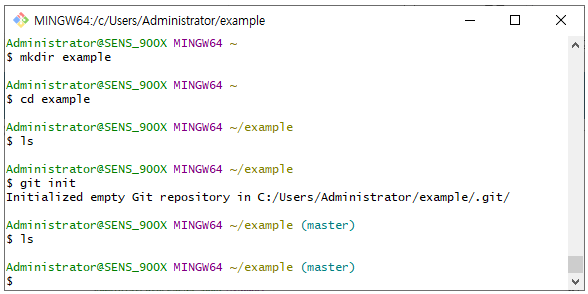 MINGW64:/c/Users/Administrator/example
Administrator@SENS_900X MINGW64 ~
$ mkdir example
Administrator@SENS_900X MINGW64 ~
$ cd example
Administrator@SENS_900X MINGW64 ~/example
$ ls
Administrator@SENS_900X MINGW64 ~/example
$ git init
Initialized empty Git repository in C:/Users/Administrator/example/.git/
Administrator@SENS_900X MINGW64 ~/example (master)
$ ls
Administrator@SENS_900X MINGW64 ~/example (master)
$